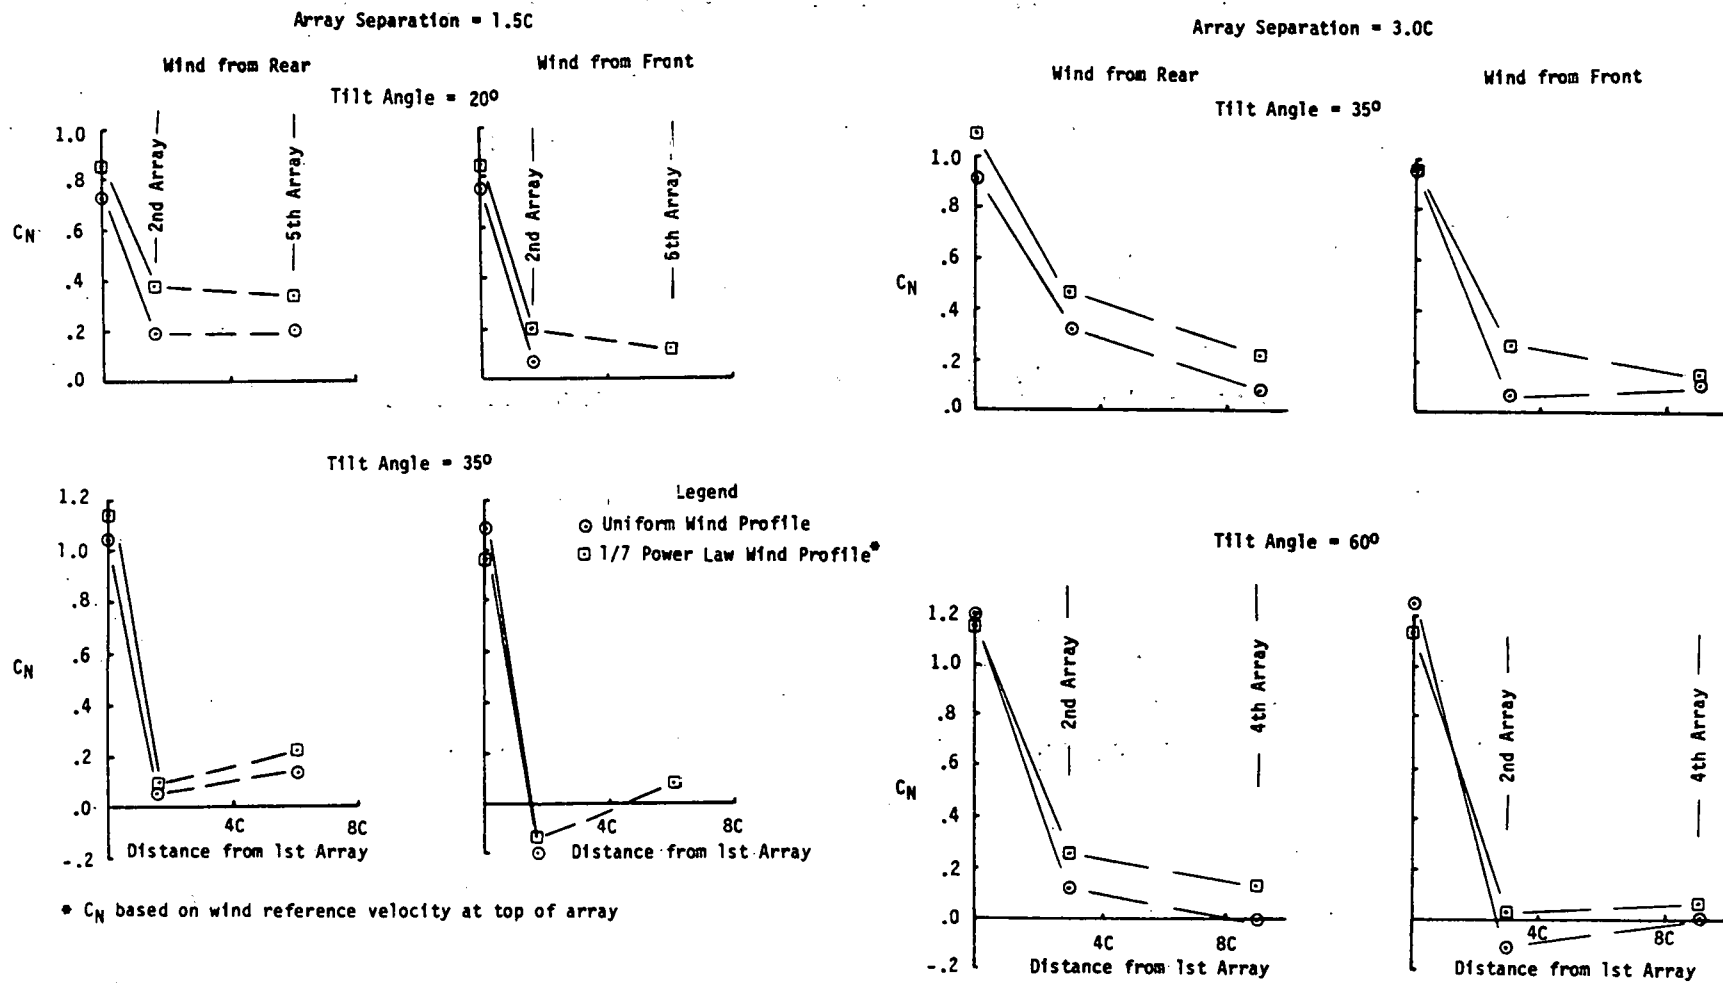 Array Separation = 1.5C
Wind from Rear
Wind from Front
Tilt Angle = 20º
1.0
.8
.6
.4
.2
.0
CN
2nd Array
5th Array
2nd Array
5th Array
Tilt Angle = 35º
1.2
1.0
.8
.6
.4
.2
.0
-.2
CN
4C
8C
Distance from 1st Array
4C
8C
Distance from 1st Array
Legend
Uniform Wind Profile
1/7 Power Law Wind Profile*
* CN based on wind reference velocity at top of array
Array Separation = 3.0C
Wind from Rear
Wind from Front
Tilt Angle = 35º
1.0
.8
.6
.4
.2
.0
CN
Tilt Angle = 60º
1.2
1.0
.8
.6
.4
.2
.0
-.2
CN
2nd Array
4th Array
4C
8C
Distance from 1st Array
2nd Array
4th Array
4C
8C
Distance from 1st Array